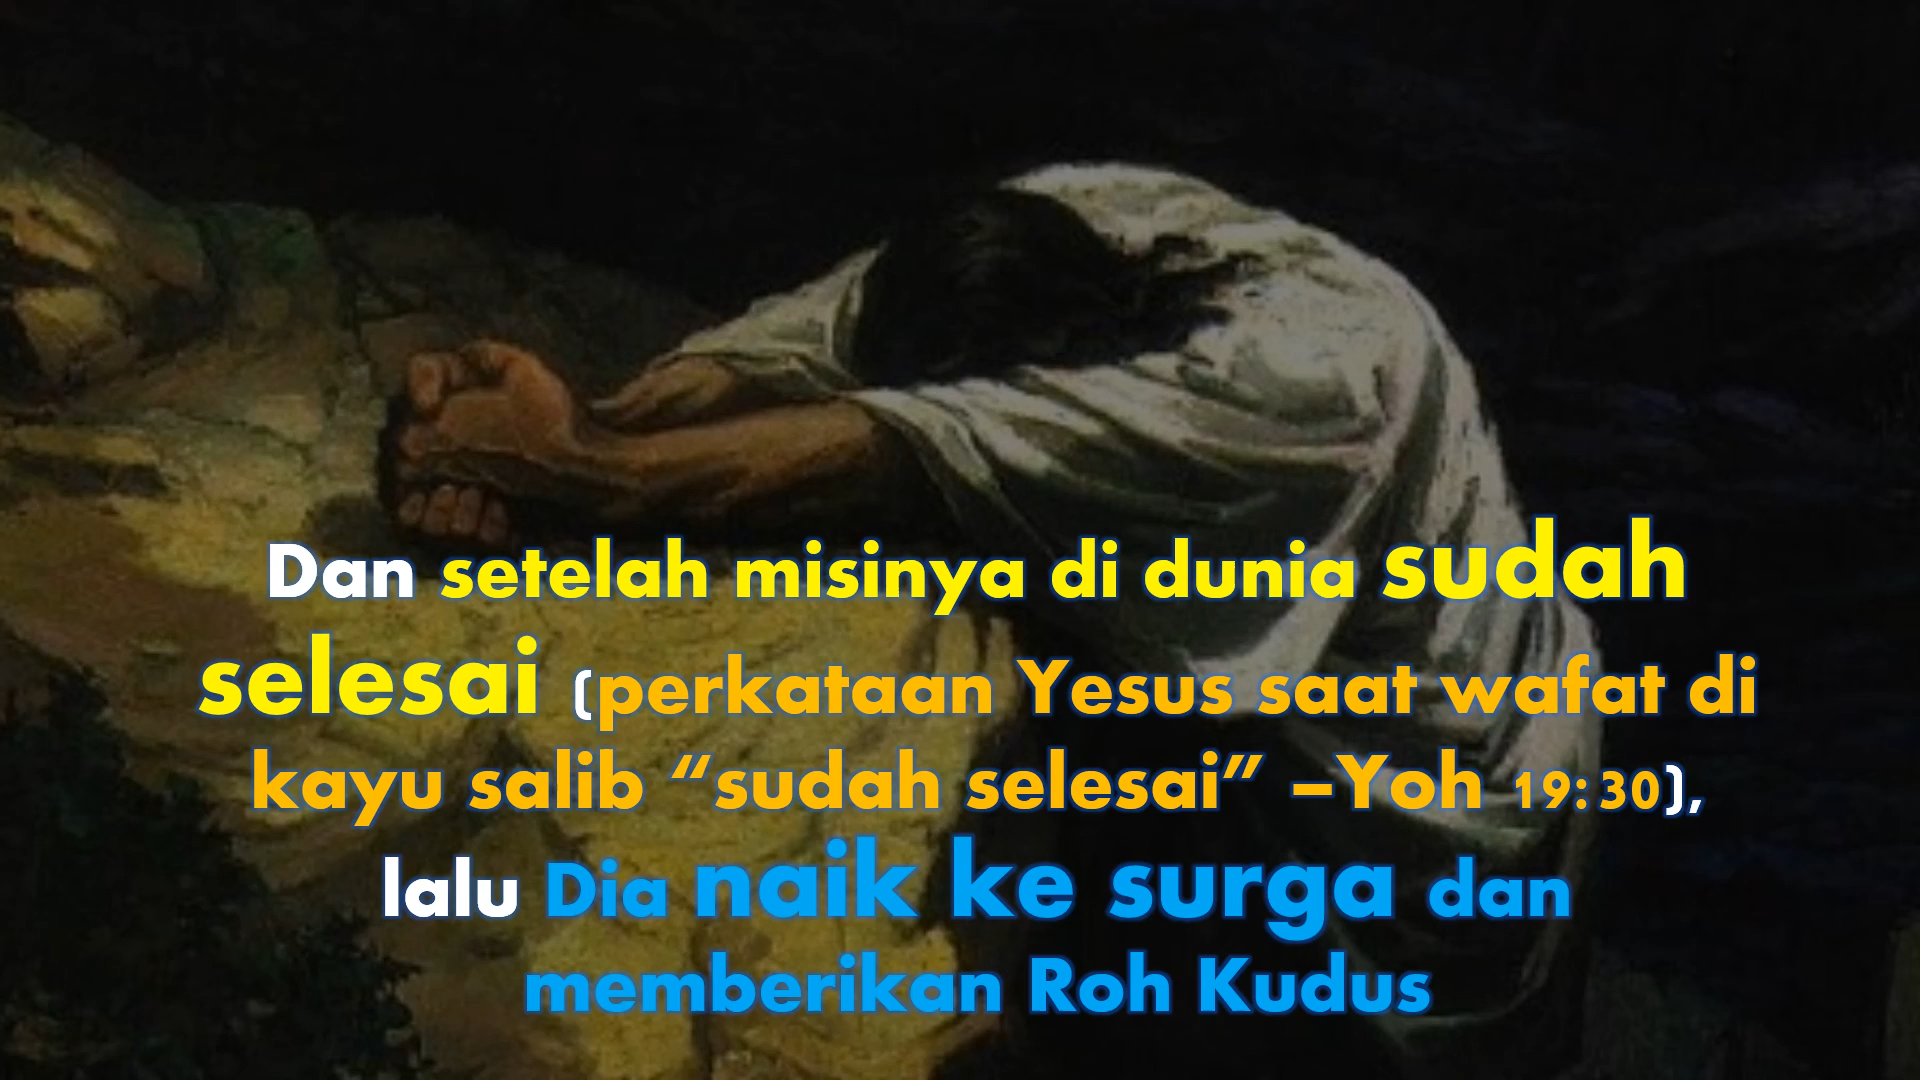 Dan setelah misinya di dunia sudah
selesai (perkataan Yesus saat wafat di
kayu salib “sudah selesai” –Yoh 19:30),
lalu Dia naik ke surga dan
memberikan Roh Kudus